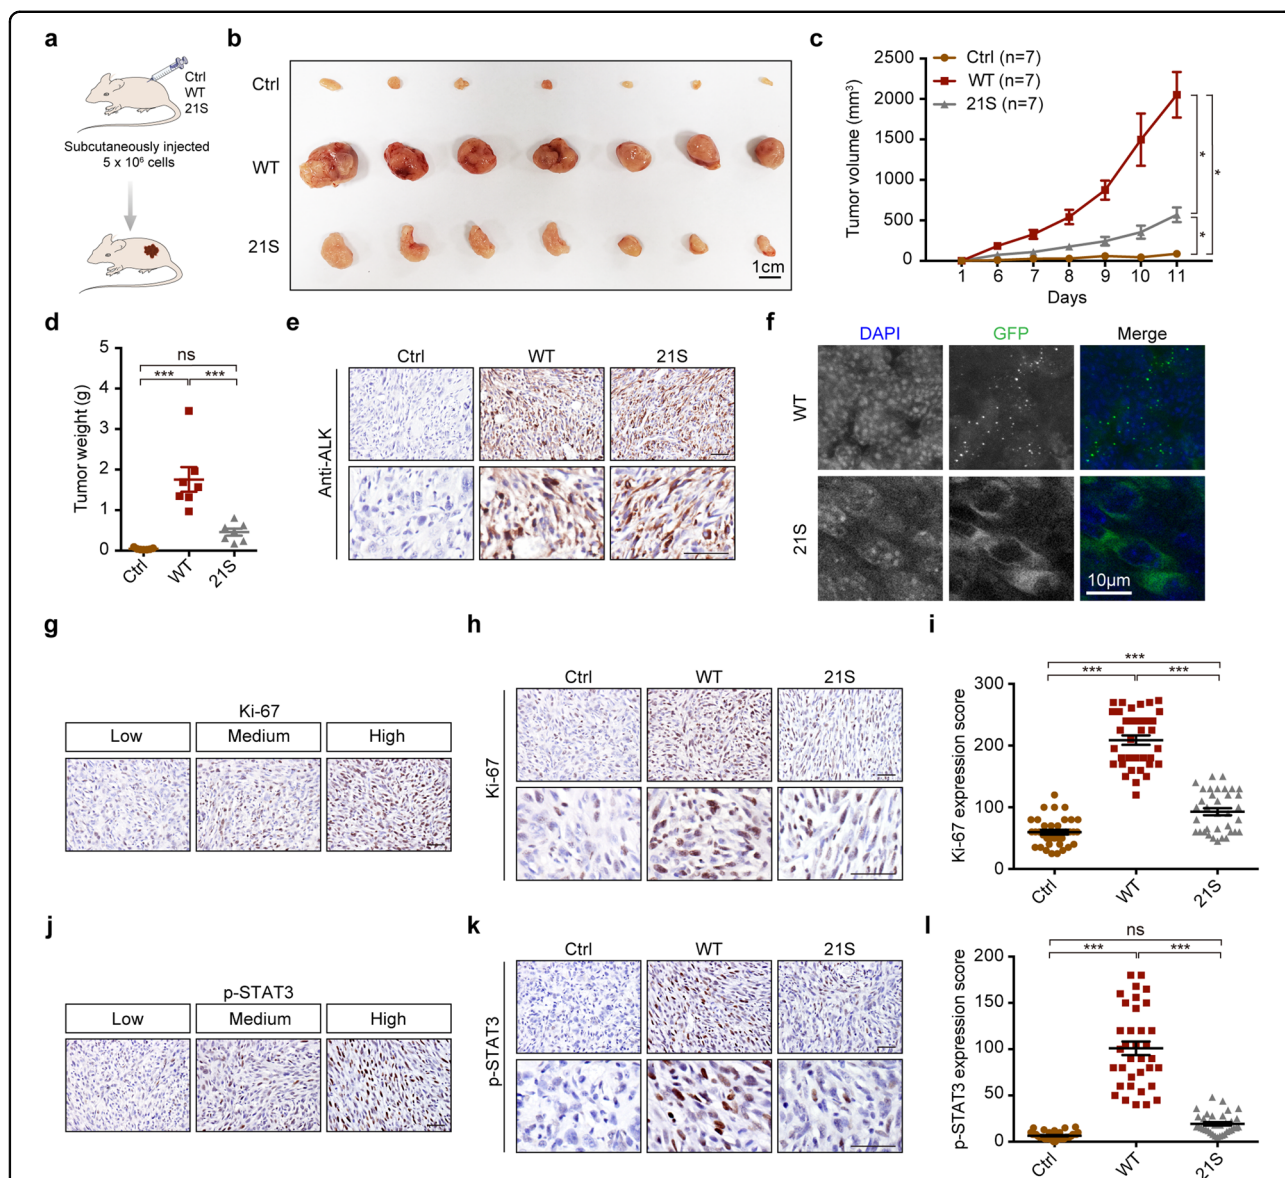 a
Ctrl
WT
21S
Subcutaneously injected
5 x 10⁶ cells
b
Ctrl
WT
21S
1cm
c
Ctrl (n=7)
WT (n=7)
21S (n=7)
Tumor volume (mm³)
2500
2000
1500
1000
500
0
1 6 7 8 9 10 11
Days
*
*
*
d
ns
*** ***
Tumor weight (g)
5
4
3
2
1
0
Ctrl WT 21S
e
Ctrl WT 21S
Anti-ALK
f
DAPI GFP Merge
WT
21S
10μm
g
Ki-67
Low Medium High
h
Ctrl WT 21S
Ki-67
i
***
*** ***
Ki-67 expression score
300
200
100
0
Ctrl WT 21S
j
p-STAT3
Low Medium High
k
Ctrl WT 21S
p-STAT3
l
ns
*** ***
p-STAT3 expression score
200
150
100
50
0
Ctrl WT 21S